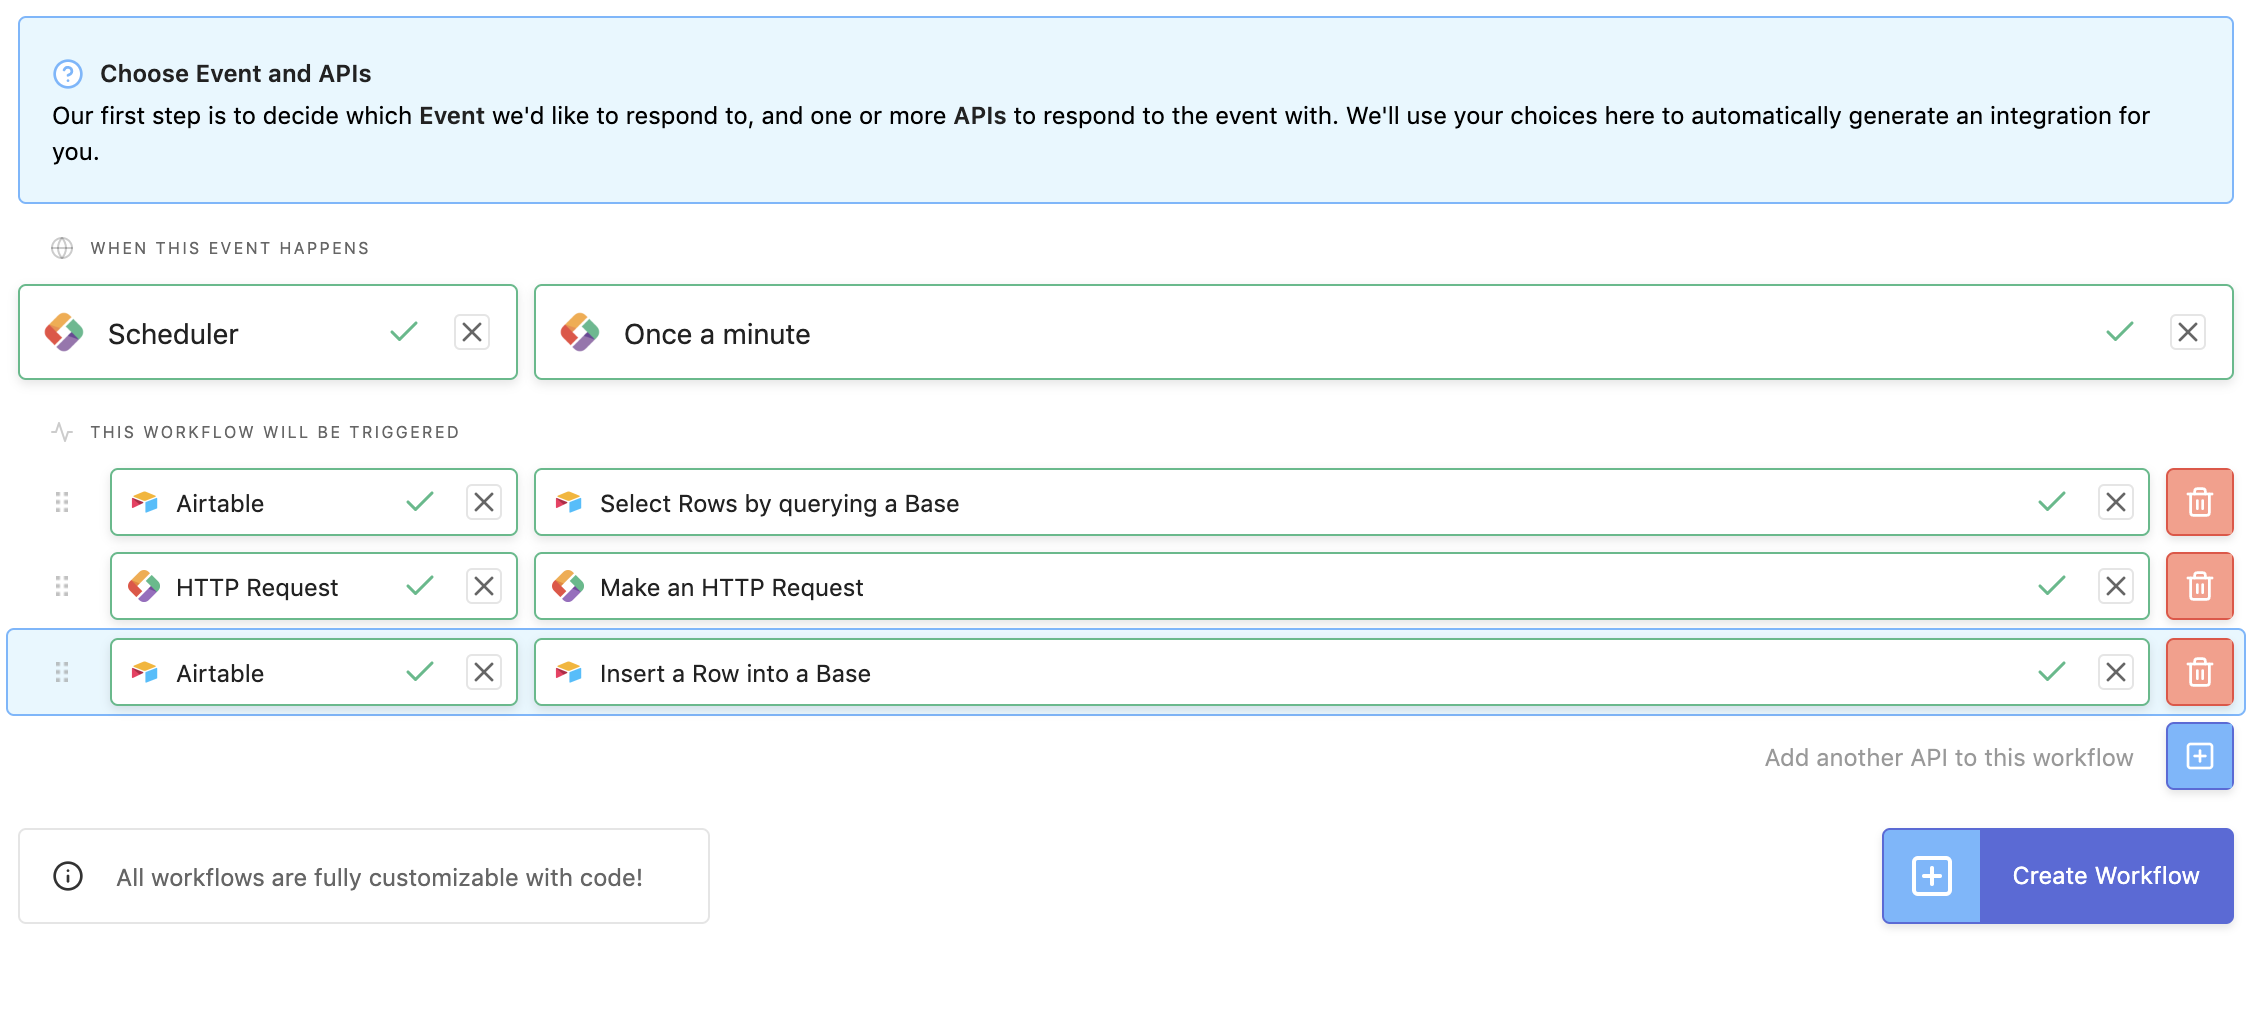 Choose Event and APIs
Our first step is to decide which Event we'd like to respond to, and one or more APIs to respond to the event with. We'll use your choices here to automatically generate an integration for
you.
WHEN THIS EVENT HAPPENS
Scheduler
Once a minute
THIS WORKFLOW WILL BE TRIGGERED
Airtable
Select Rows by querying a Base
HTTP Request
Make an HTTP Request
Airtable
Insert a Row into a Base
Add another API to this workflow
All workflows are fully customizable with code!
Create Workflow